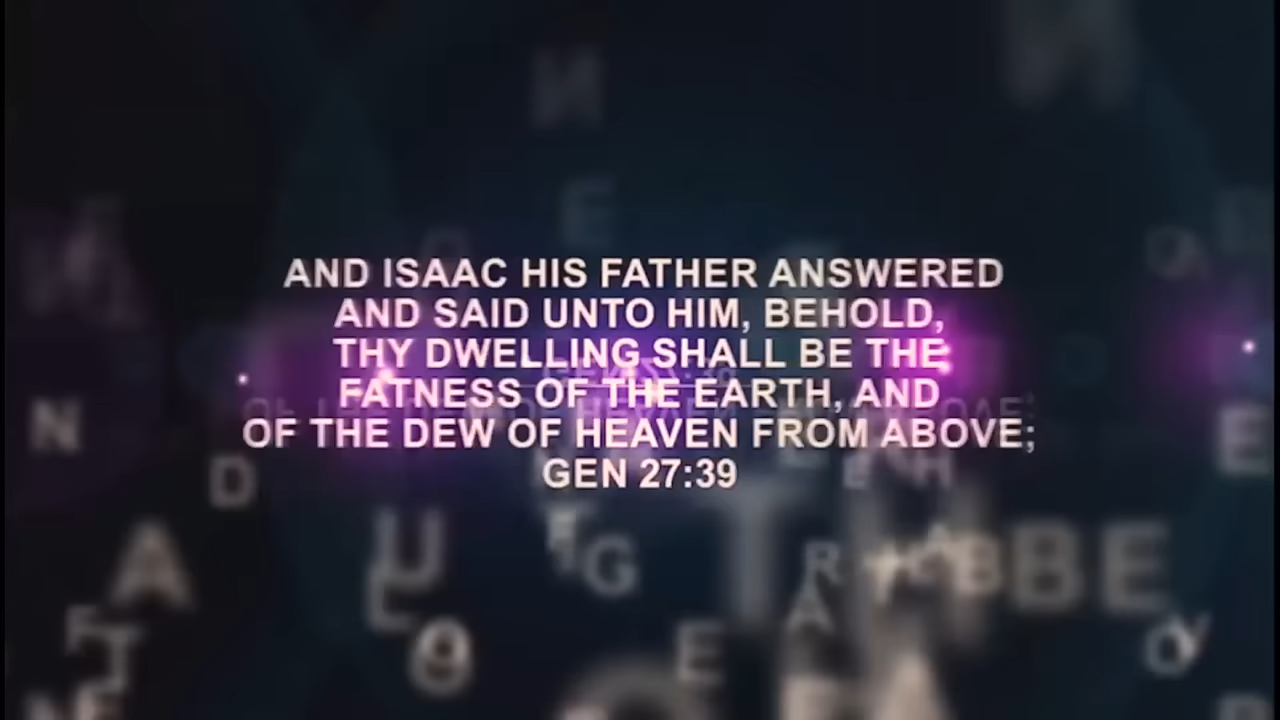 AND ISAAC HIS FATHER ANSWERED
AND SAID UNTO HIM, BEHOLD,
THY DWELLING SHALL BE THE
FATNESS OF THE EARTH, AND
OF THE DEW OF HEAVEN FROM ABOVE;
GEN 27:39